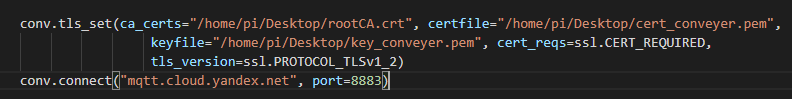 conv.tls_set(ca_certs="/home/pi/Desktop/rootCA.crt", certfile="/home/pi/Desktop/cert_conveyer.pem",
keyfile="/home/pi/Desktop/key_conveyer.pem", cert_reqs=ssl.CERT_REQUIRED,
tls_version=ssl.PROTOCOL_TLSv1_2)
conv.connect("mqtt.cloud.yandex.net", port=8883)